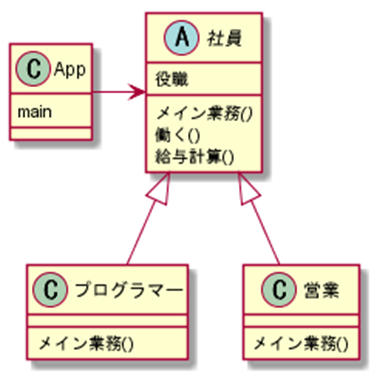 C App
main
A 社員
役職
メイン業務()
働く()
給与計算()
C プログラマー
メイン業務()
C 営業
メイン業務()